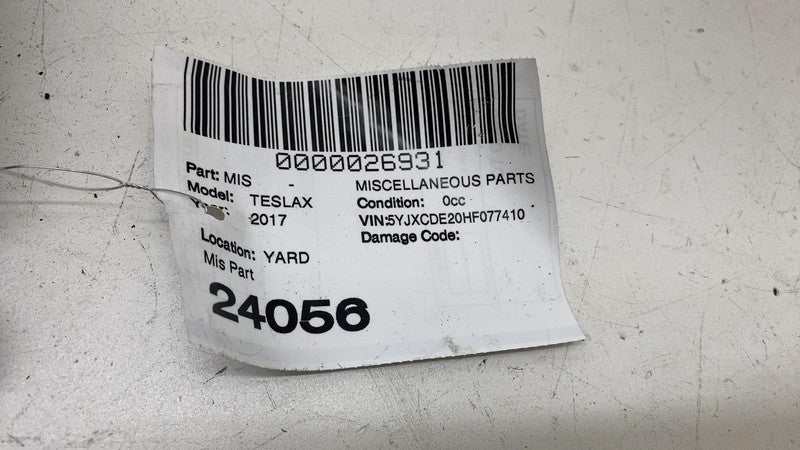 0000026931
Part: MIS - MISCELLANEOUS PARTS
Model: TESLAX Condition: 0cc
Year: 2017 VIN:5YJXCDE20HF077410
Damage Code:
Location: YARD
Mis Part
24056